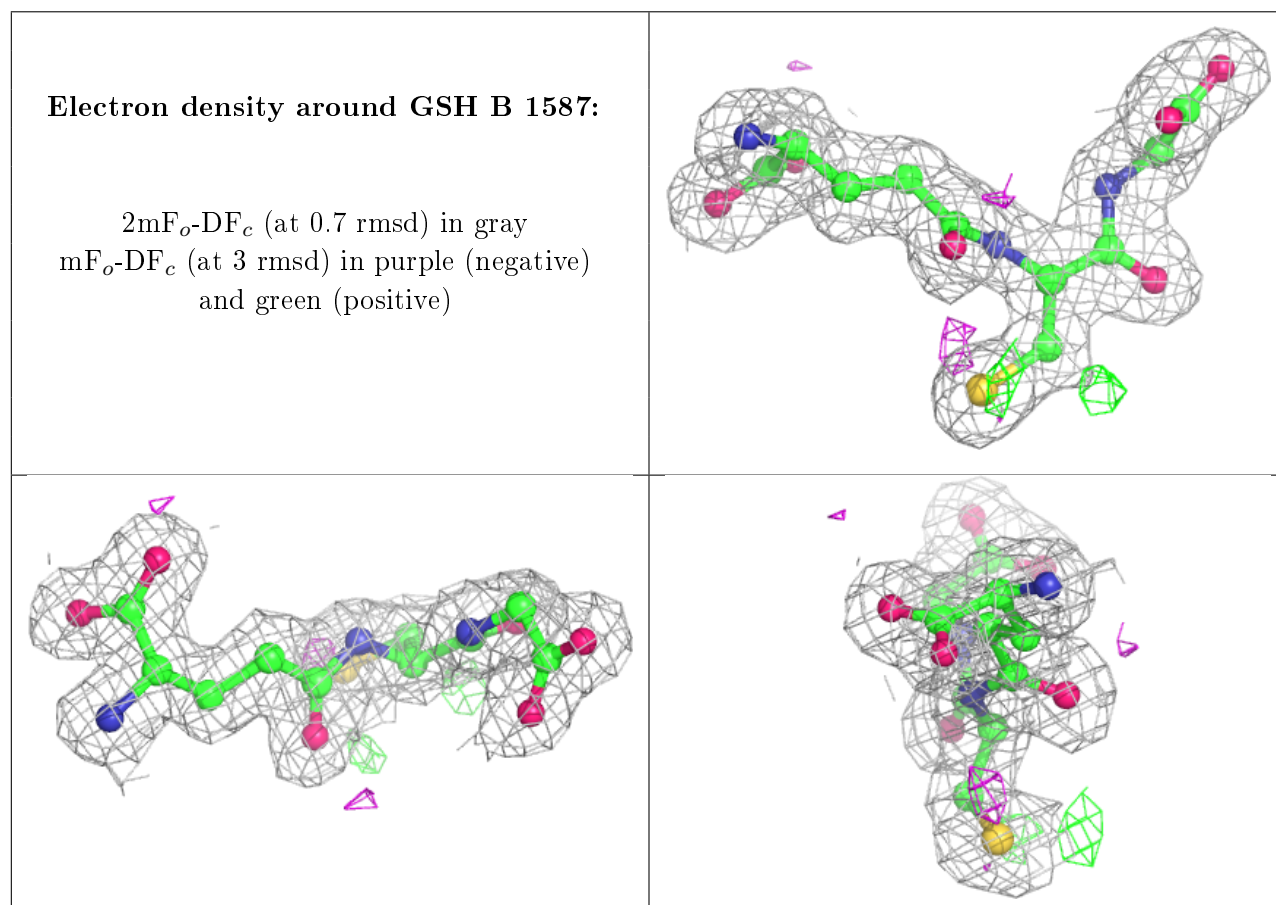 Electron density around GSH B 1587:
2mFo-DFc (at 0.7 rmsd) in gray
mFo-DFc (at 3 rmsd) in purple (negative)
and green (positive)